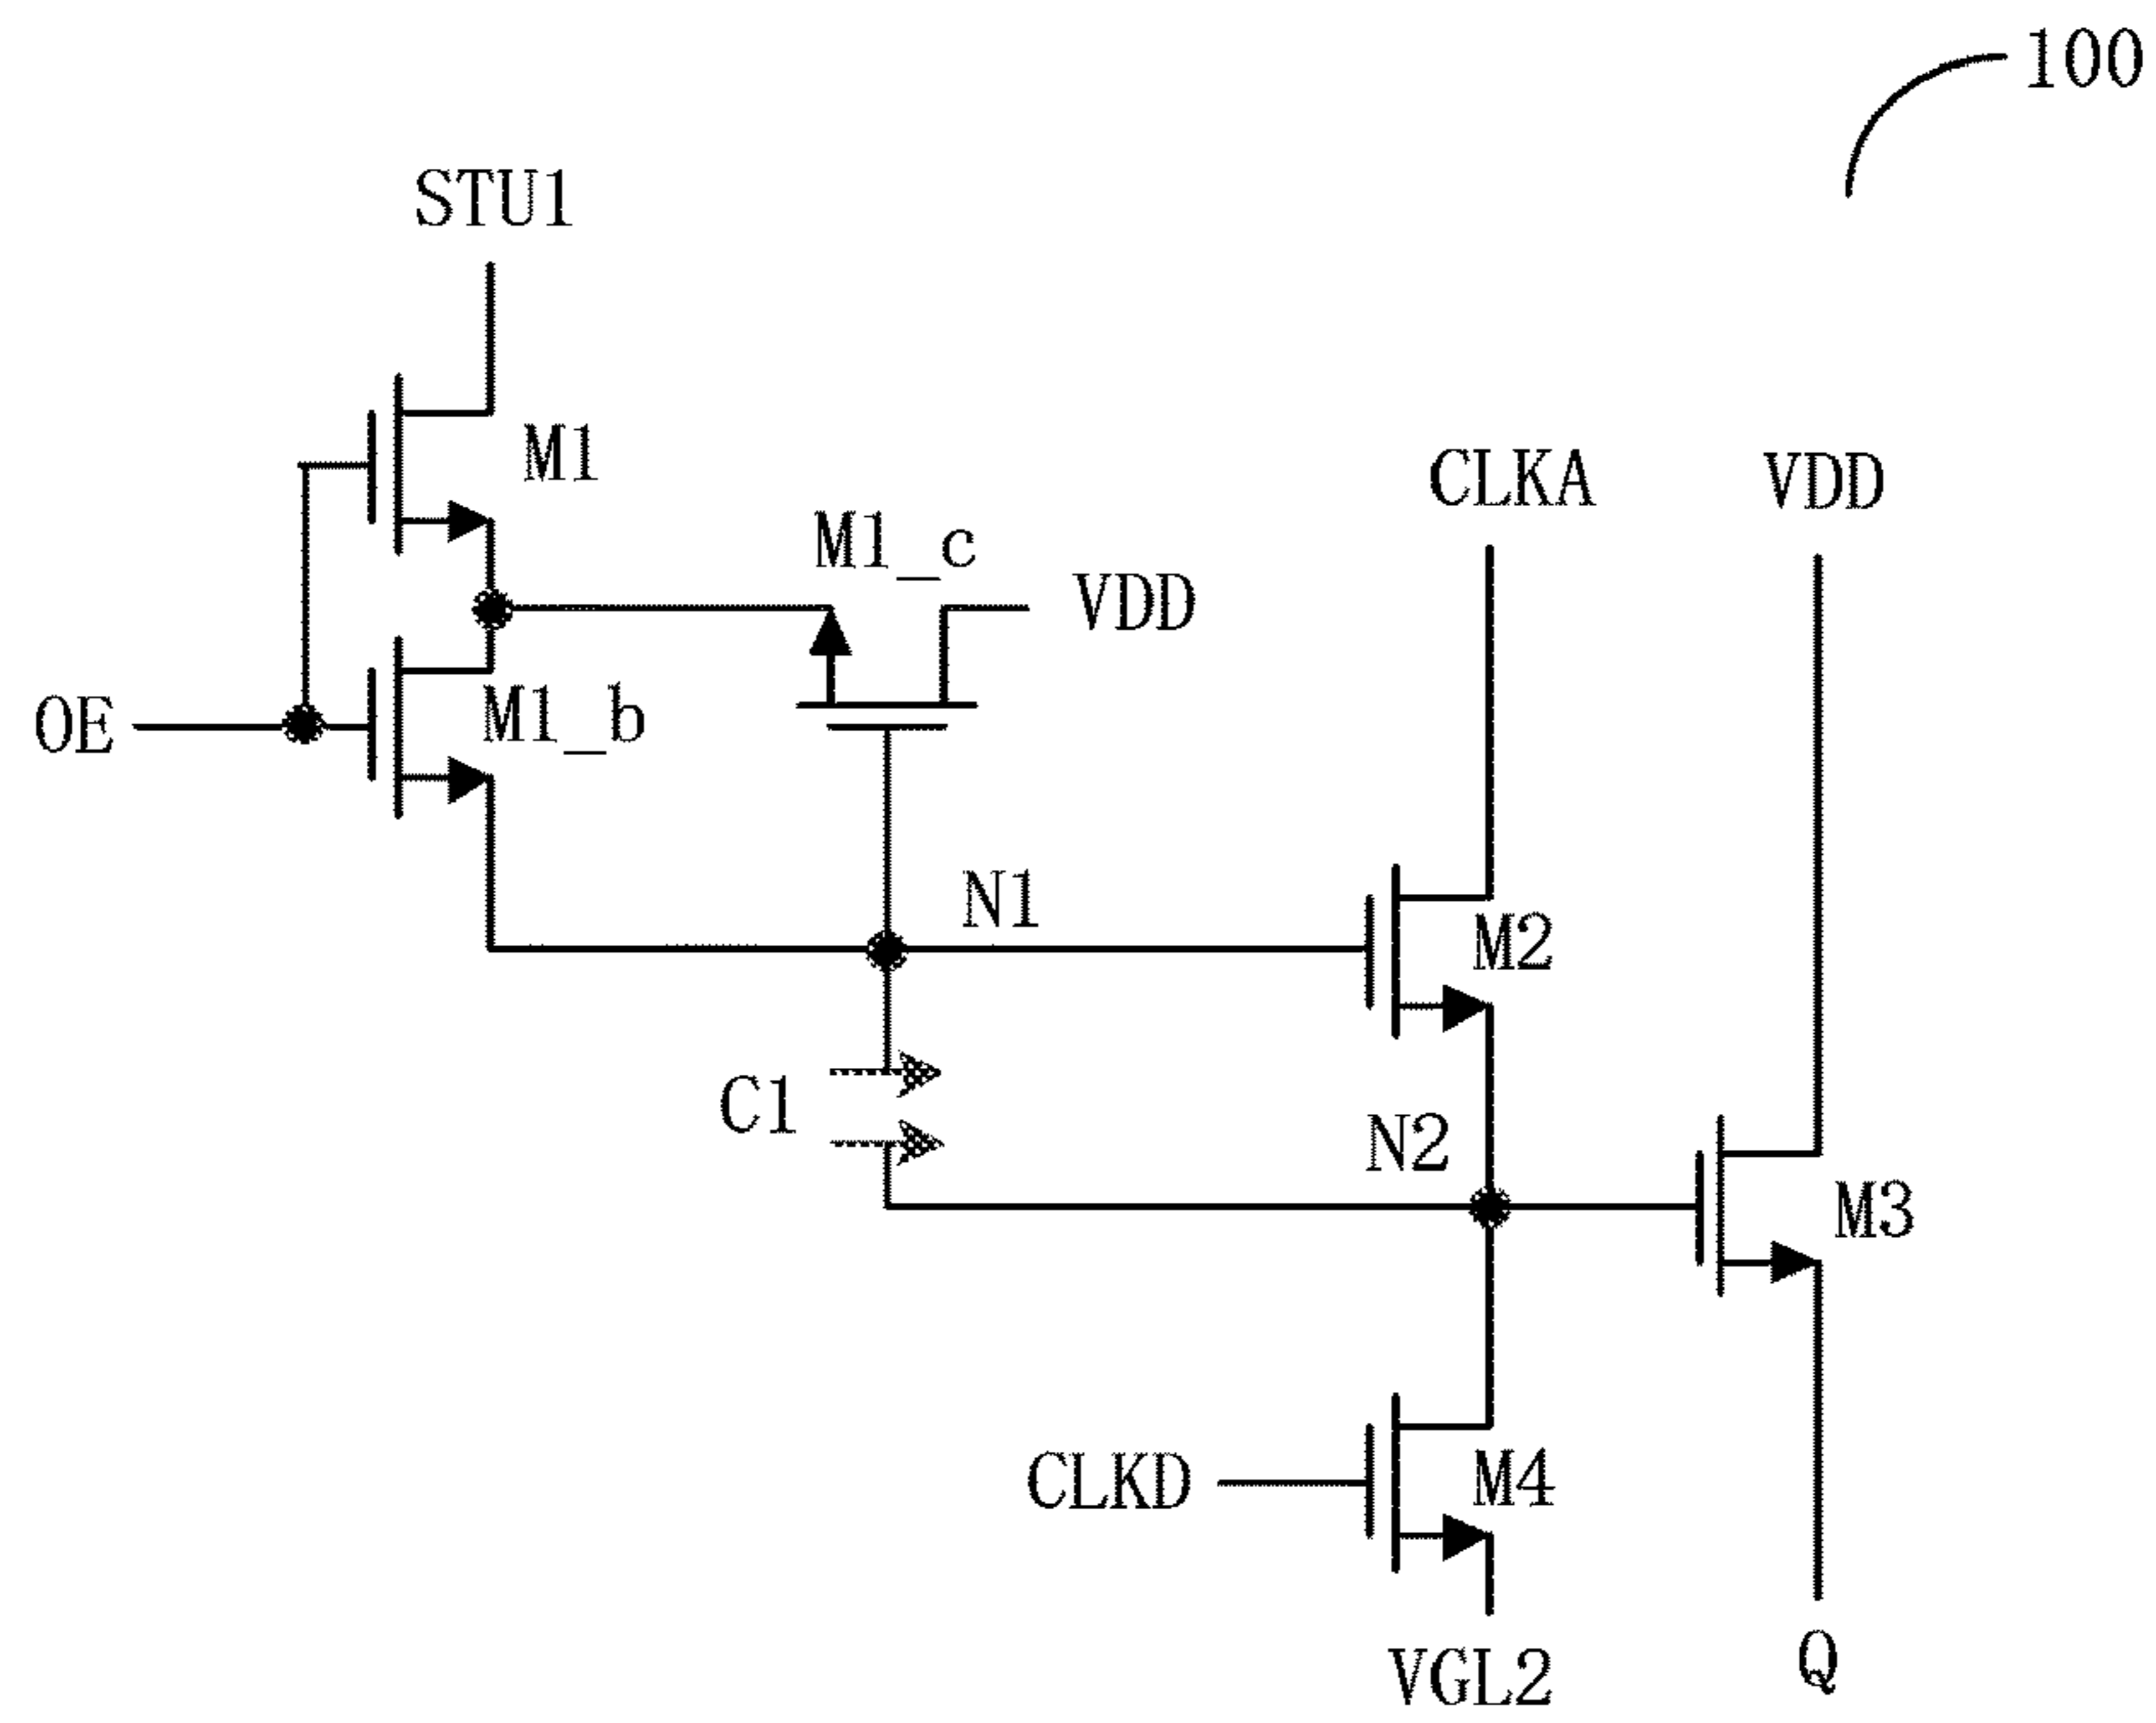 100
STU1
M1
CLKA
VDD
M1_c
VDD
OE
M1_b
N1
M2
C1
N2
M3
CLKD
M4
VGL2
Q